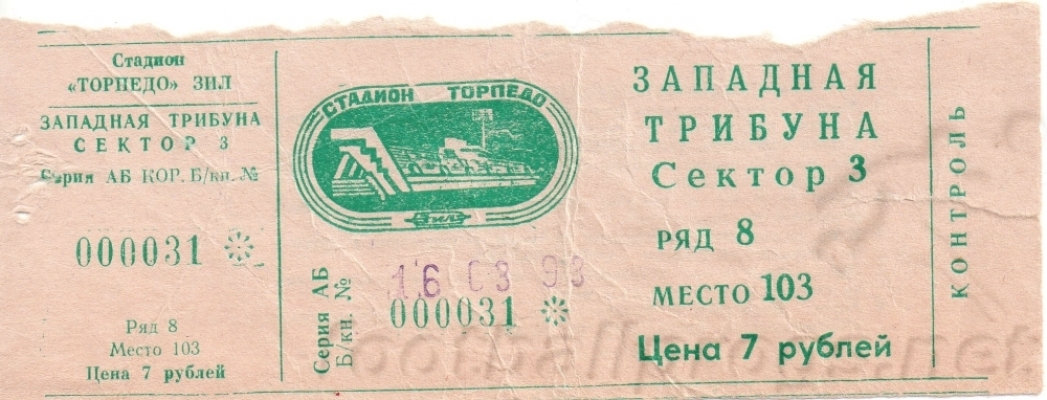 Стадион
«ТОРПЕДО» ЗИЛ
ЗАПАДНАЯ ТРИБУНА
СЕКТОР 3
Серия АБ КОР. Б/кн. №
000031
Ряд 8
Место 103
Цена 7 рублей
СТАДИОН ТОРПЕДО
ЗИЛ
Серия АБ
Б/кн. №
16 03 93
000031
ЗАПАДНАЯ
ТРИБУНА
Сектор 3
РЯД 8
МЕСТО 103
Цена 7 рублей
КОНТРОЛЬ